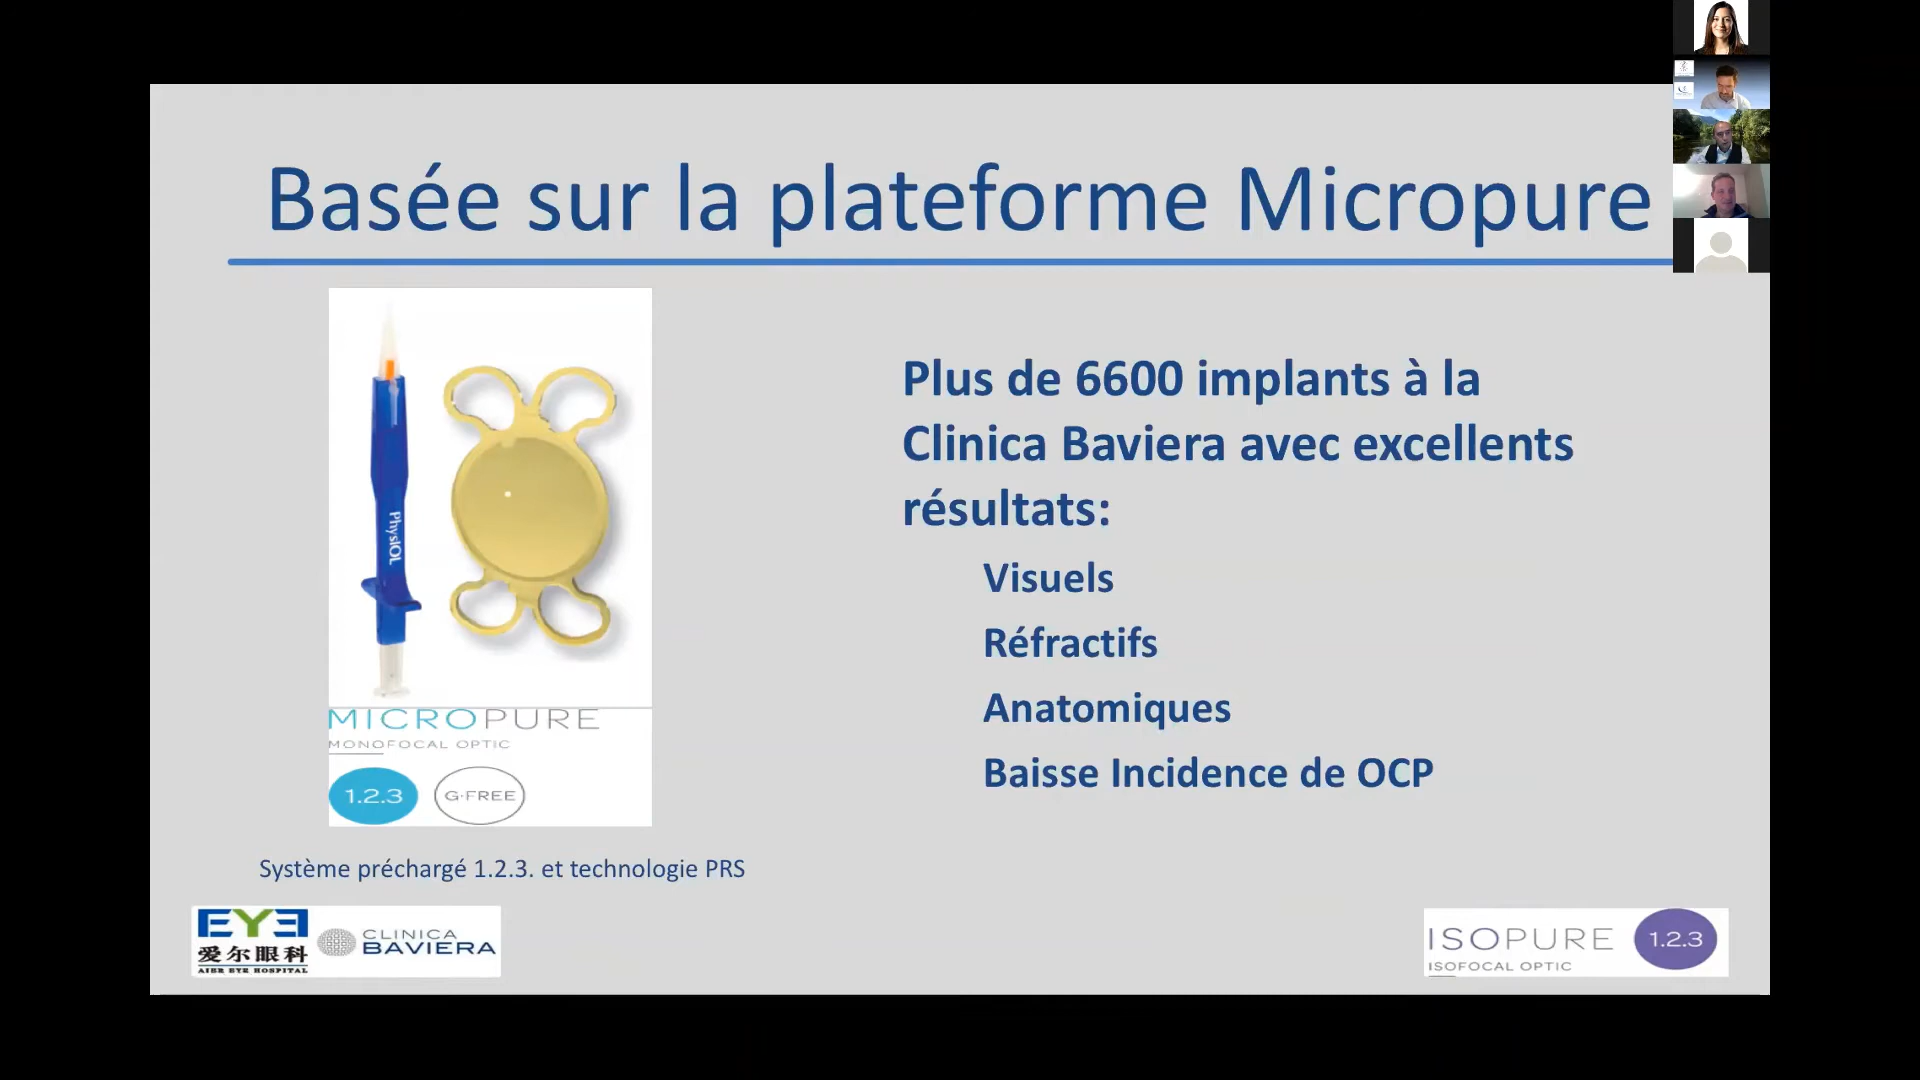 Basée sur la plateforme Micropure
PhysIOL
MICROPURE
MONOFOCAL OPTIC
1.2.3
G-FREE
Système préchargé 1.2.3. et technologie PRS
Plus de 6600 implants à la
Clinica Baviera avec excellents
résultats:
Visuels
Réfractifs
Anatomiques
Baisse Incidence de OCP
EYE
爱尔眼科
AIER EYE HOSPITAL
CLINICA
BAVIERA
ISOPURE
ISOFOCAL OPTIC
1.2.3